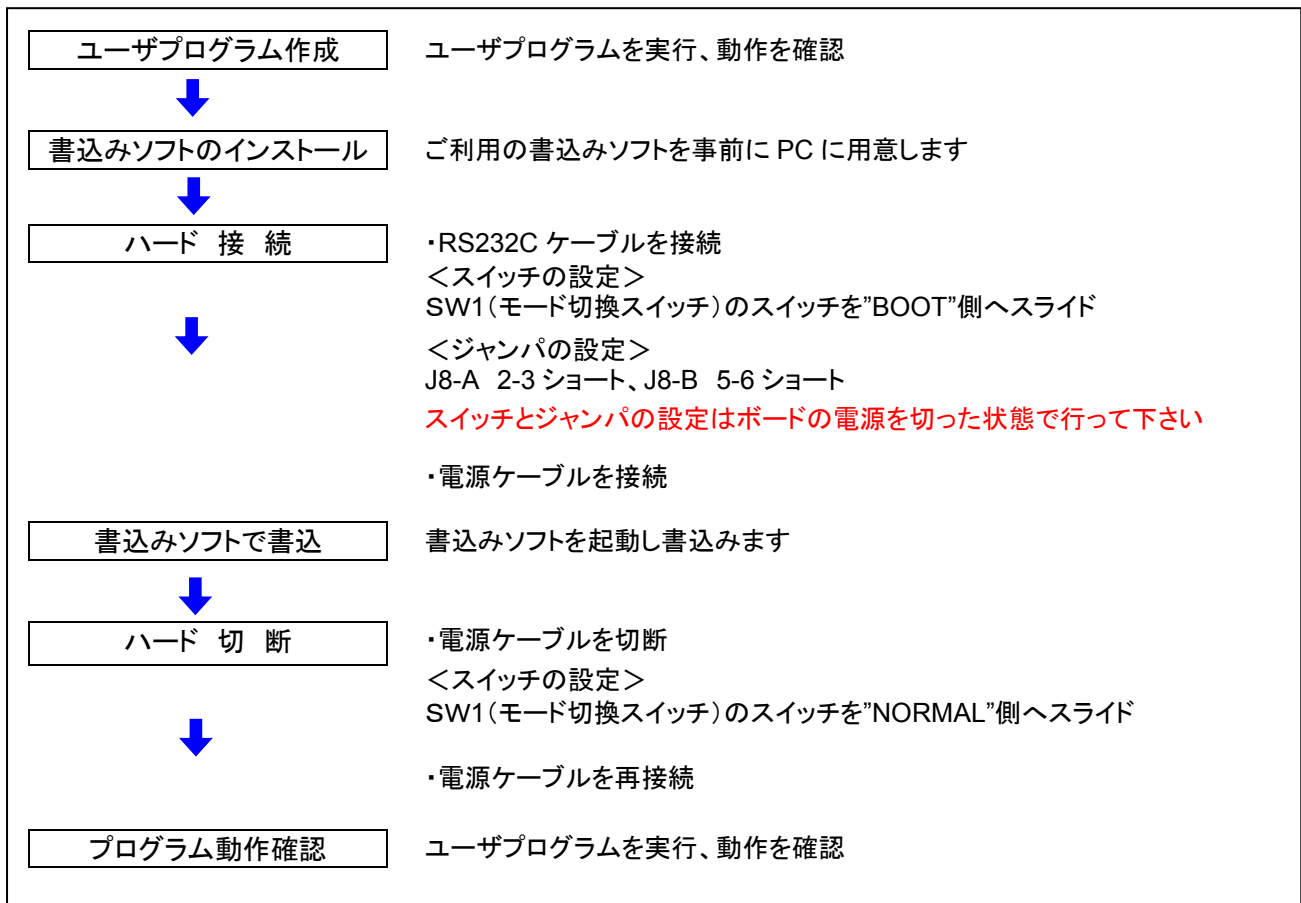 ユーザプログラム作成 ユーザプログラムを実行、動作を確認
書込みソフトのインストール ご利用の書込みソフトを事前に PC に用意します
ハード 接 続 ・RS232C ケーブルを接続
＜スイッチの設定＞
SW1（モード切換スイッチ）のスイッチを”BOOT”側へスライド
＜ジャンパの設定＞
J8-A 2-3 ショート、J8-B 5-6 ショート
スイッチとジャンパの設定はボードの電源を切った状態で行って下さい
・電源ケーブルを接続
書込みソフトで書込 書込みソフトを起動し書込みます
ハード 切 断 ・電源ケーブルを切断
＜スイッチの設定＞
SW1（モード切換スイッチ）のスイッチを”NORMAL”側へスライド
・電源ケーブルを再接続
プログラム動作確認 ユーザプログラムを実行、動作を確認